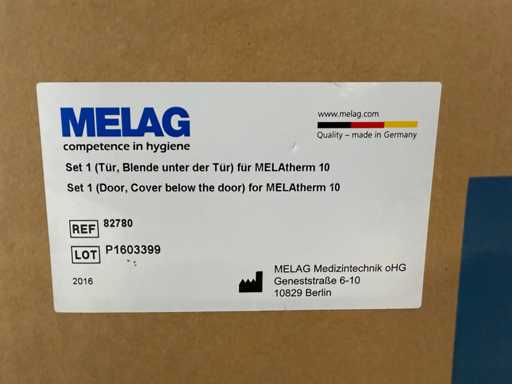 MELAG
competence in hygiene
www.melag.com
Quality – made in Germany
Set 1 (Tür, Blende unter der Tür) für MELAtherm 10
Set 1 (Door, Cover below the door) for MELAtherm 10
REF 82780
LOT P1603399
2016
MELAG Medizintechnik oHG
Geneststraße 6-10
10829 Berlin